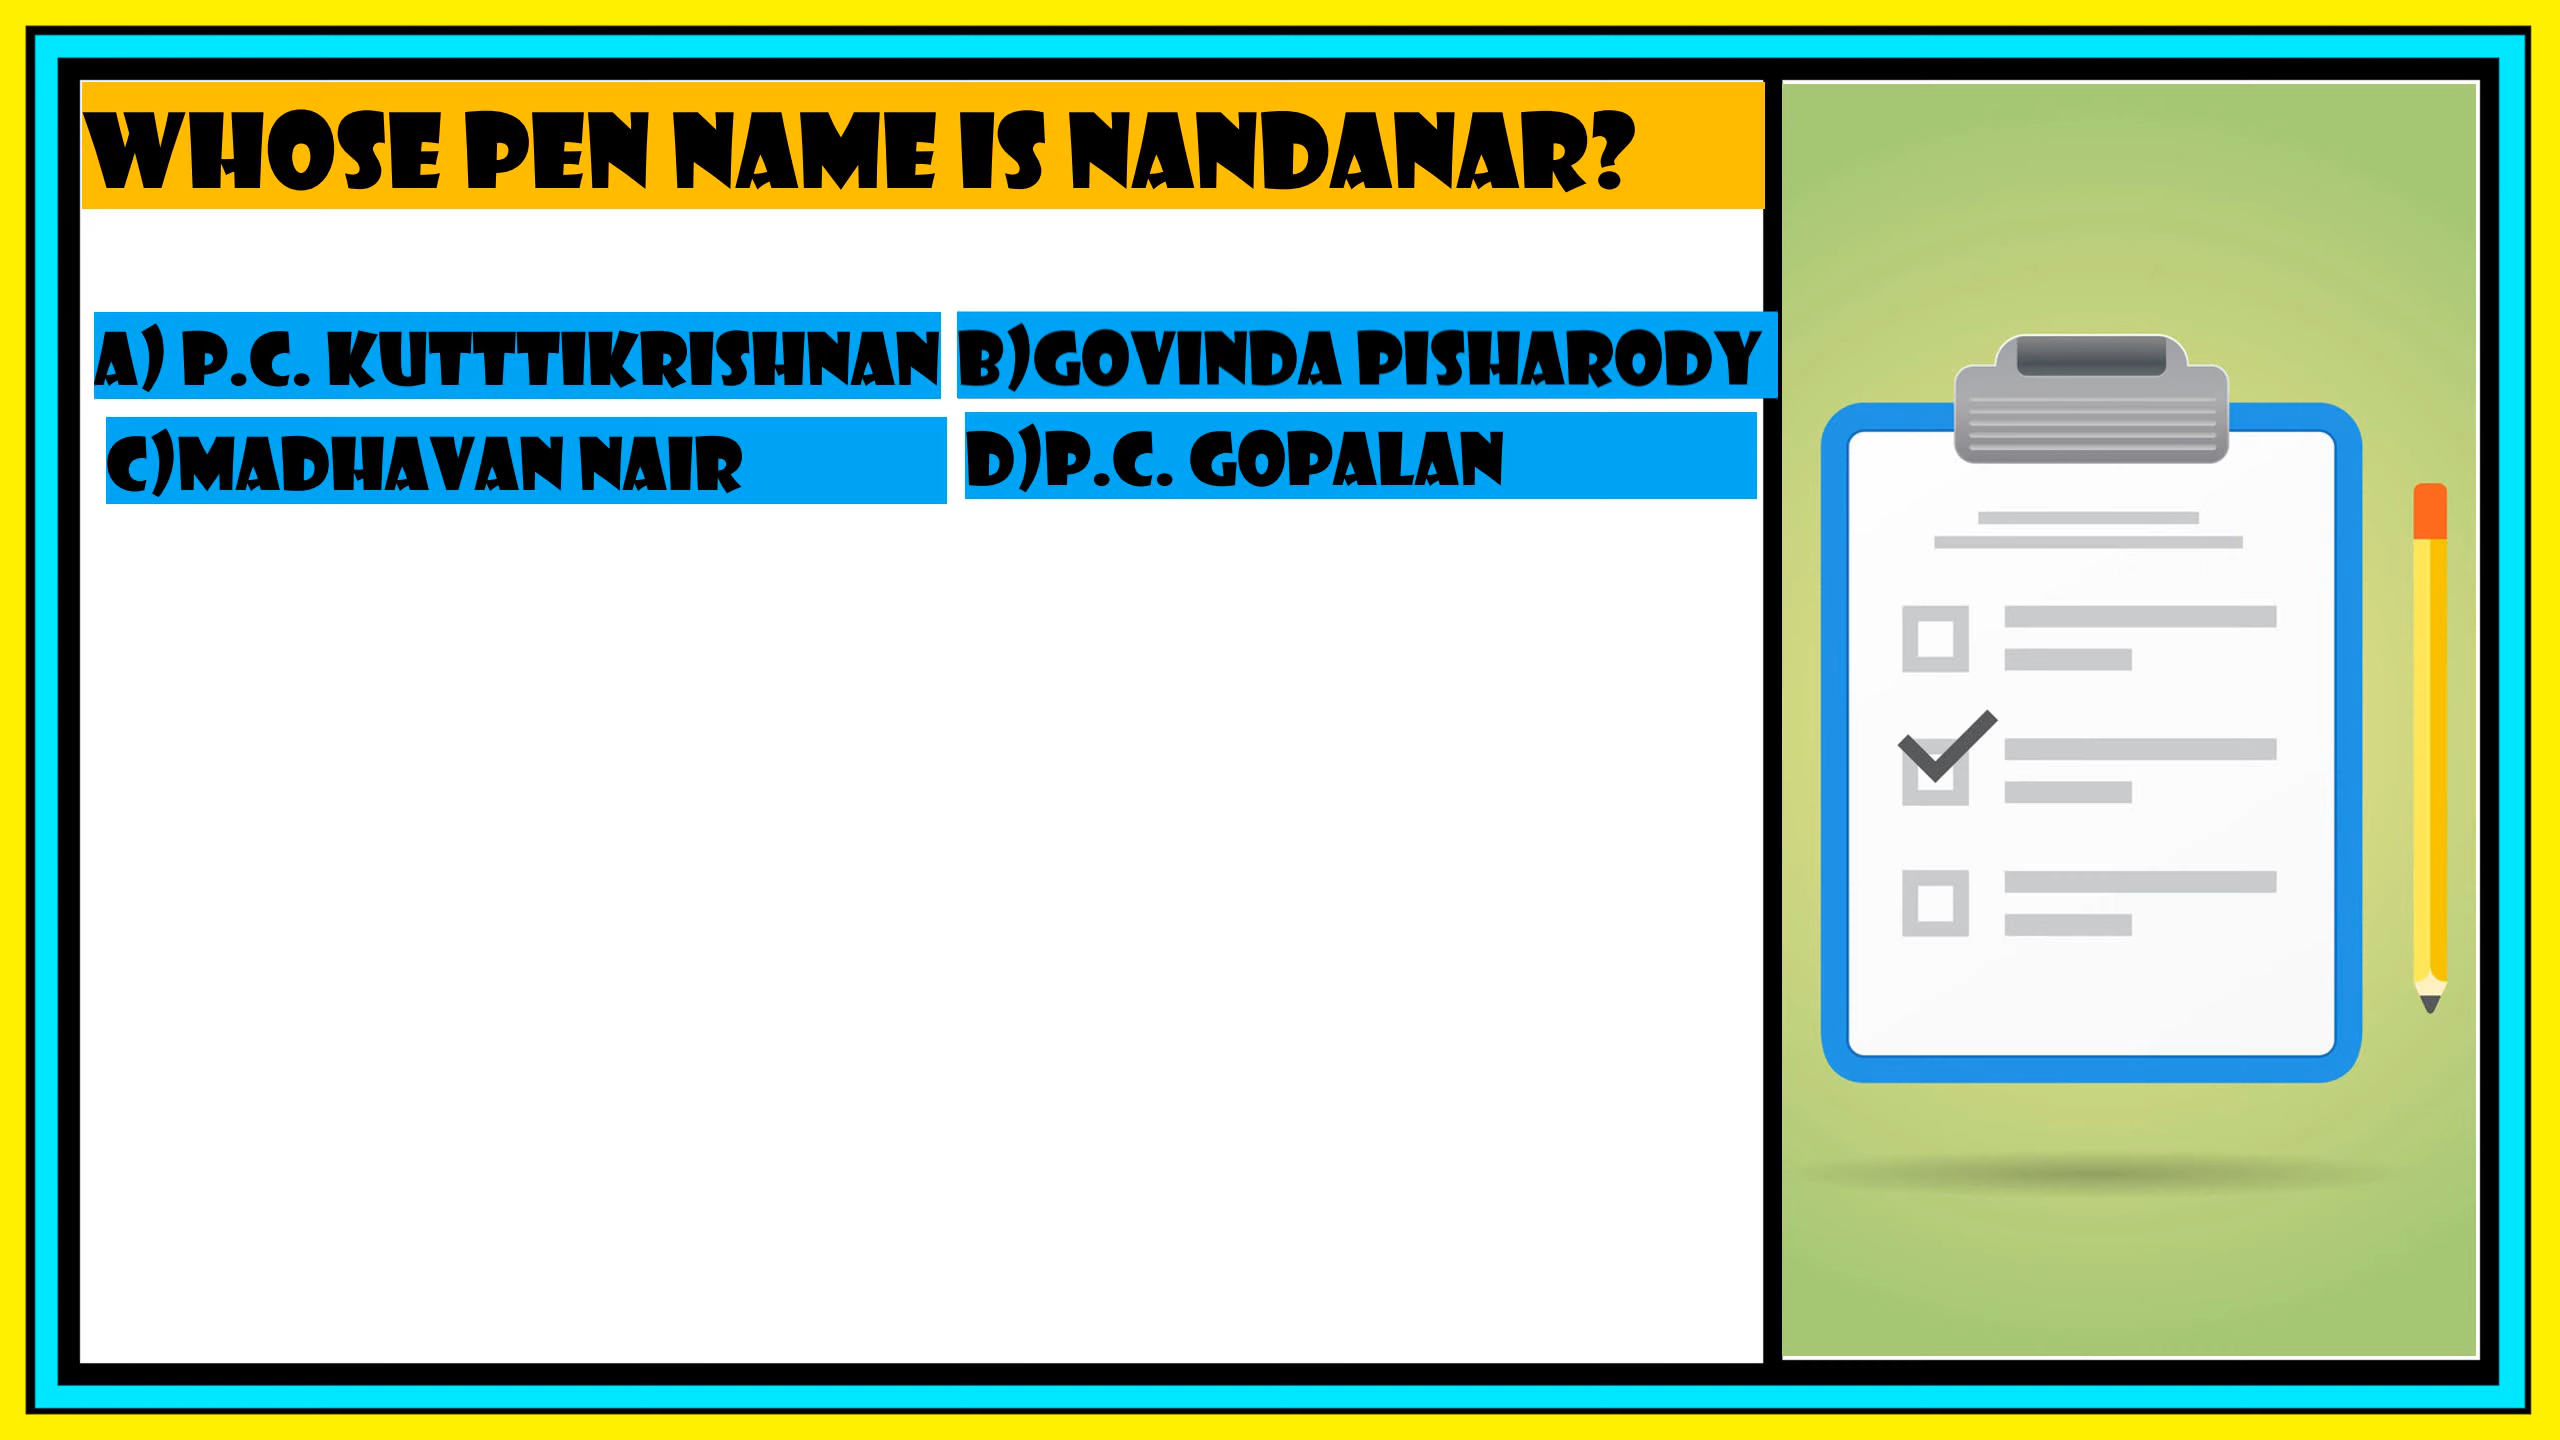 WHOSE PEN NAME IS NANDANAR?
A) P.C. KUTTTIKRISHNAN
B)GOVINDA PISHARODY
C)MADHAVAN NAIR
D)P.C. GOPALAN